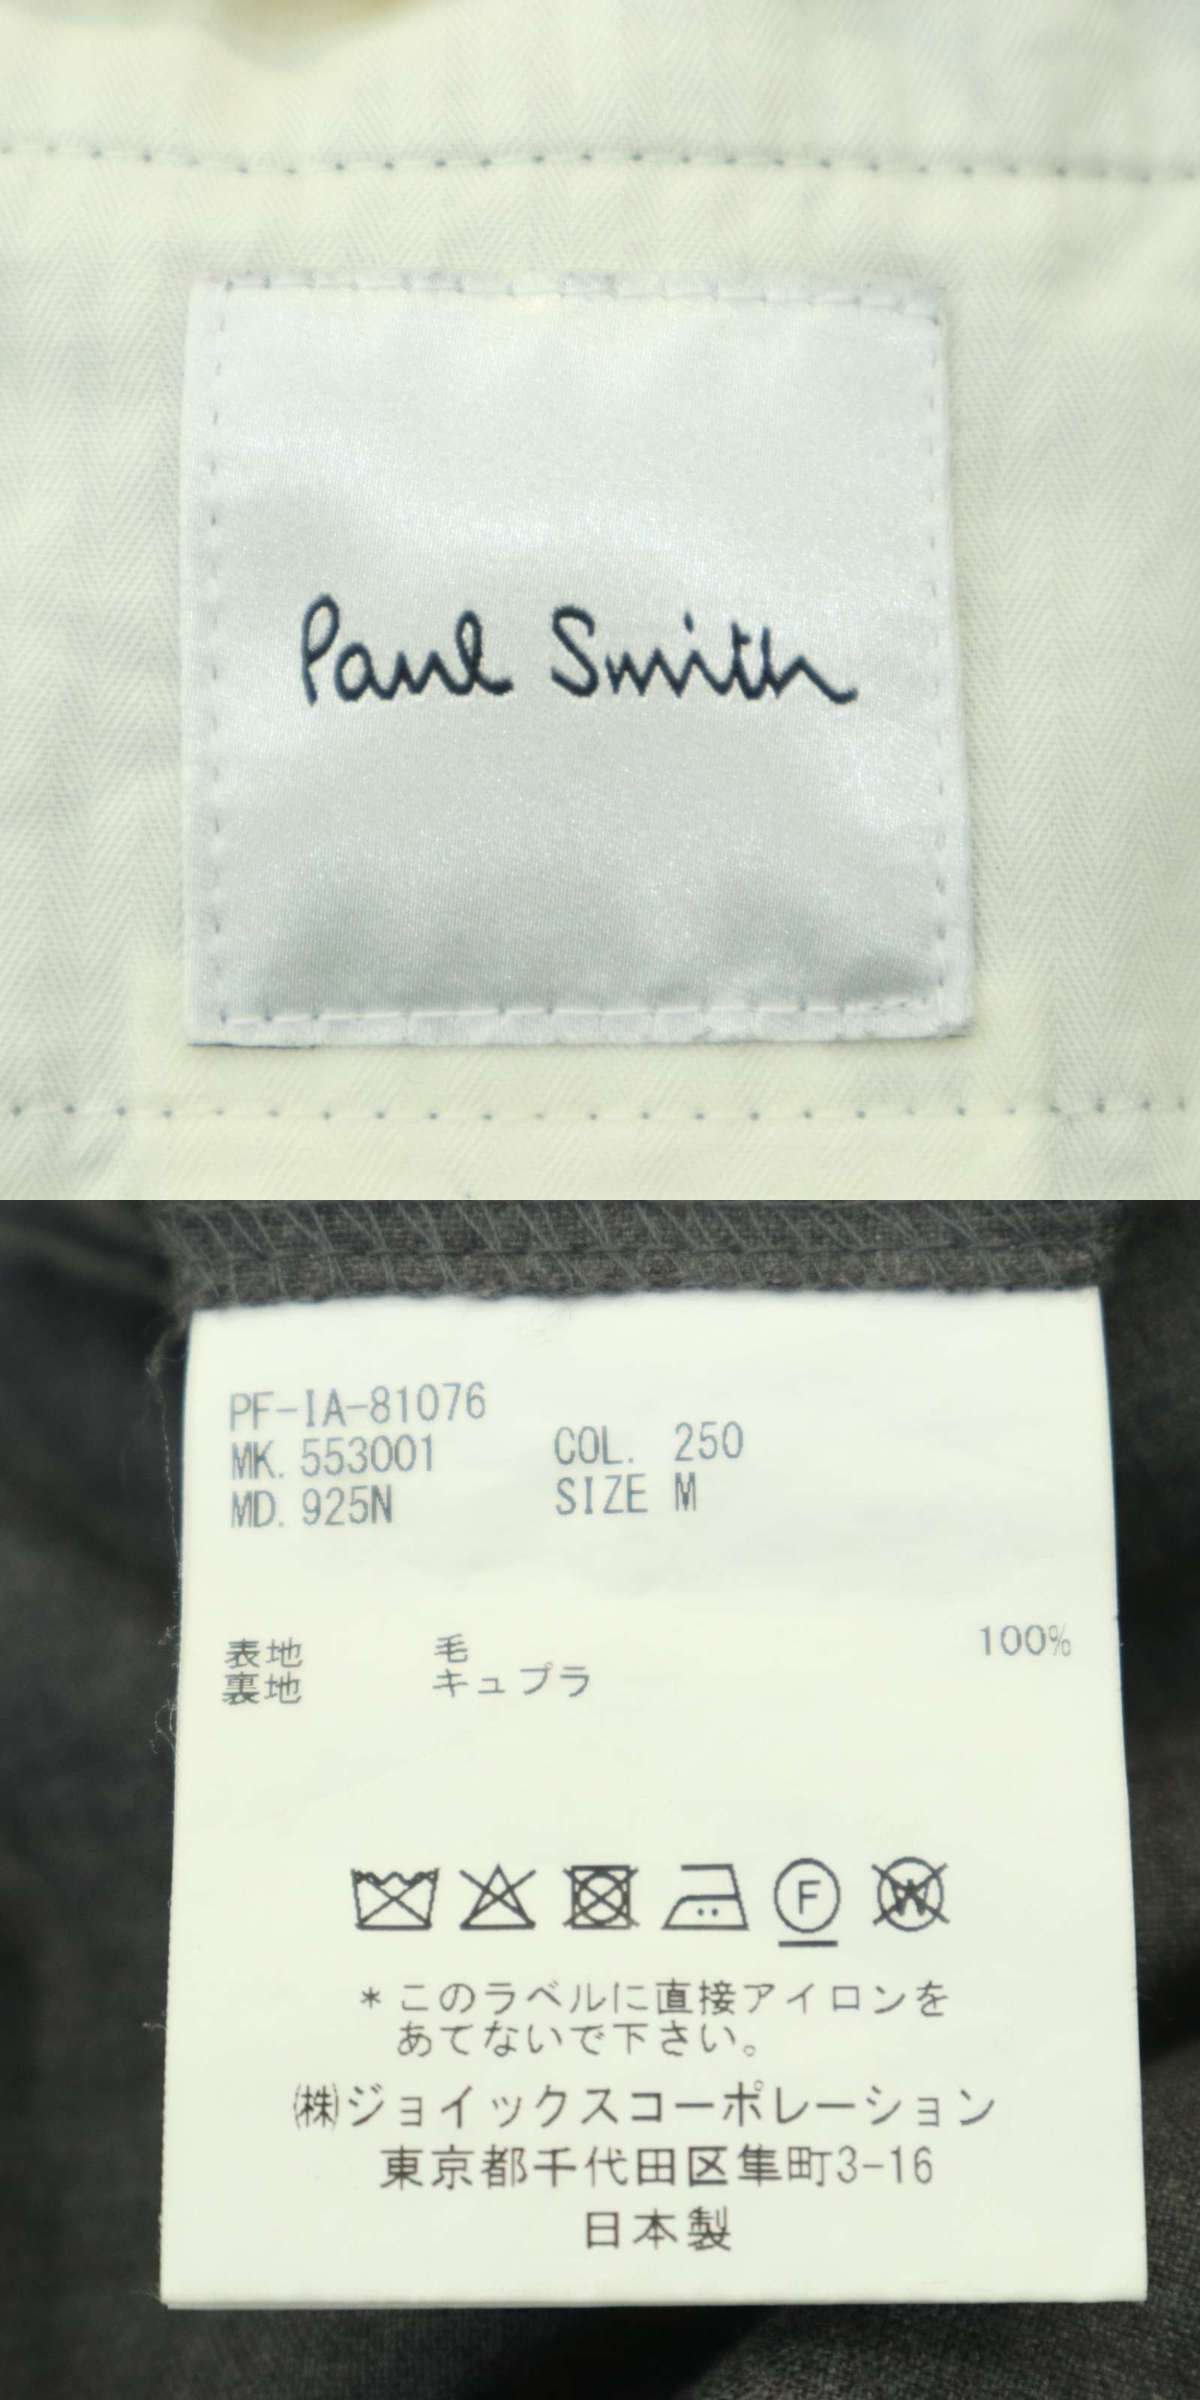 Paul Smith
PF-IA-81076
MK. 553001 COL. 250
MD. 925N SIZE M
表地 毛 100%
裏地 キュプラ
F W
*このラベルに直接アイロンを
あてないで下さい。
㈱ジョイックスコーポレーション
東京都千代田区隼町3-16
日本製